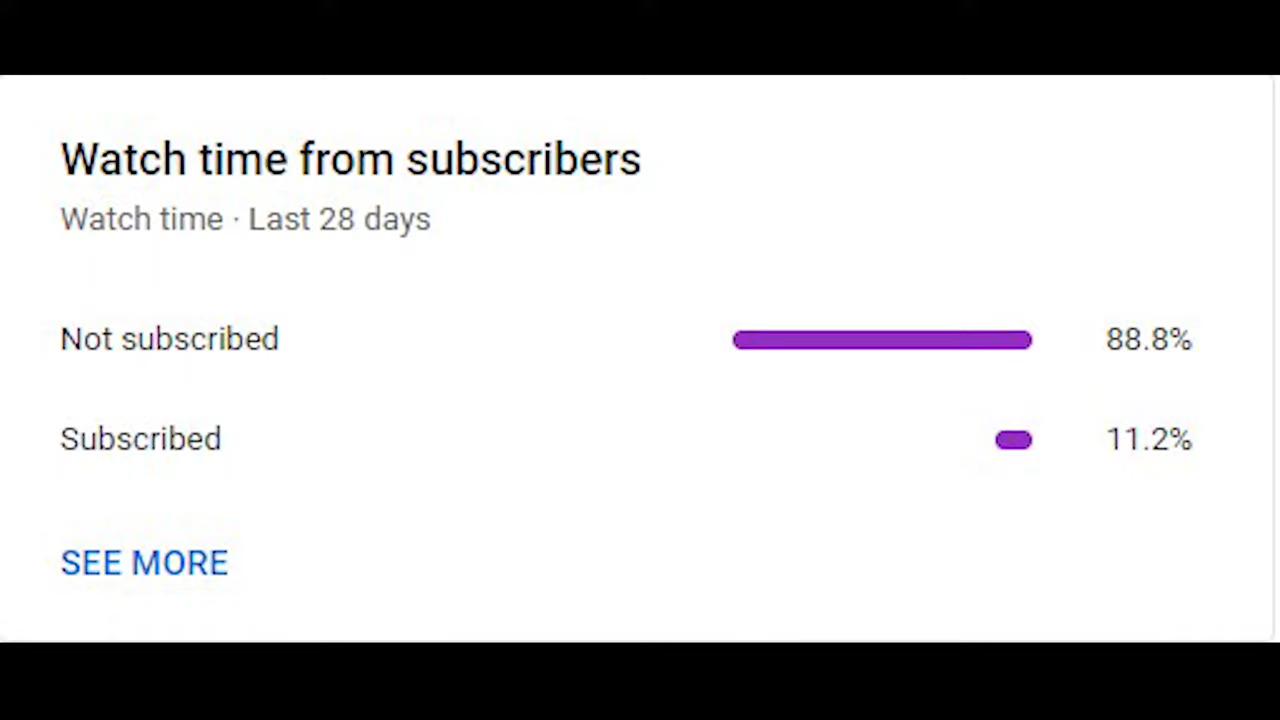 Watch time from subscribers
Watch time · Last 28 days
Not subscribed 88.8%
Subscribed 11.2%
SEE MORE